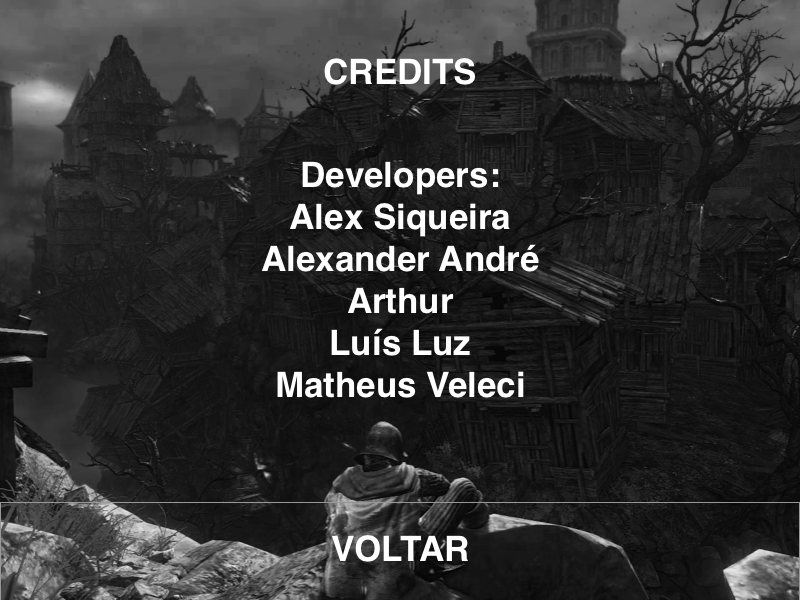 CREDITS
Developers:
Alex Siqueira
Alexander André
Arthur
Luís Luz
Matheus Veleci
VOLTAR